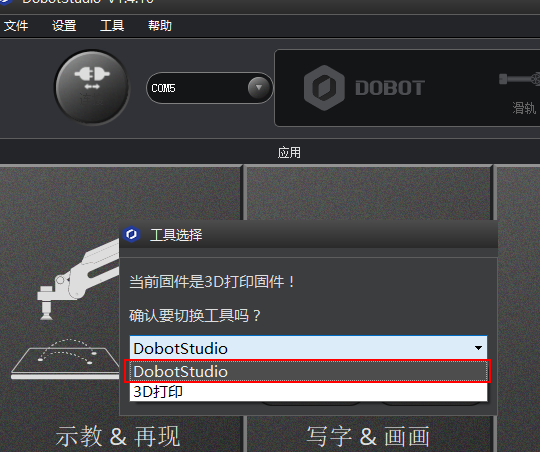 DobotStudio V1.4.10
文件 设置 工具 帮助
COM5
DOBOT
滑轨
应用
工具选择
当前固件是3D打印固件！
确认要切换工具吗？
DobotStudio
DobotStudio
3D打印
示教 & 再现
写字 & 画画